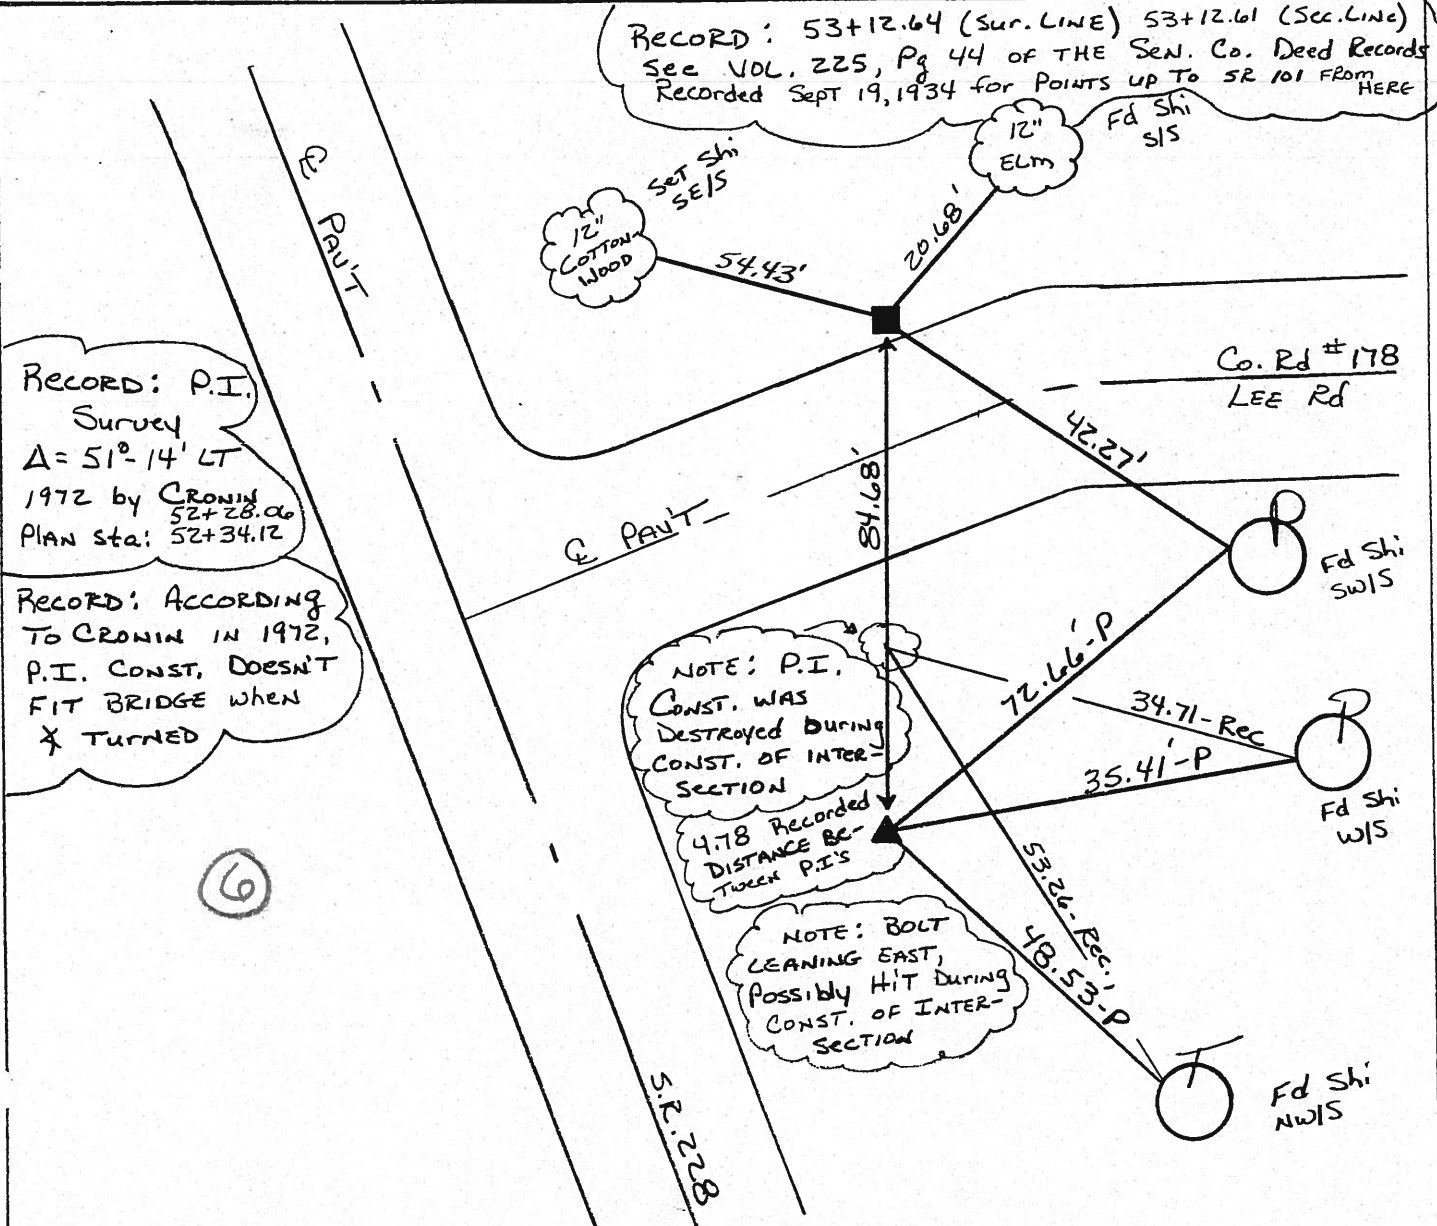 RECORD: 53+12.64 (Sur. LINE) 53+12.61 (Sec. LINE)
See VOL. 225, Pg 44 OF THE SEN. Co. Deed Records
Recorded SEPT 19, 1934 for POINTS UP TO SR 101 FROM
HERE
12"
ELM
Fd Shi
S/S
SET Shi
SE/S
12"
COTTON-
WOOD
54.43'
20.68'
℄ PAV'T
Co. Rd #178
LEE Rd
RECORD: P.I.
Survey
Δ= 51°-14' LT
1972 by CRONIN
52+28.06
PLAN Sta: 52+34.12
42.27'
84.68'
℄ PAV'T
P
Fd Shi
SW/S
RECORD: ACCORDING
TO CRONIN IN 1972,
P.I. CONST. DOESN'T
FIT BRIDGE WHEN
∡ TURNED
NOTE: P.I.
CONST. WAS
Destroyed During
CONST. OF INTER-
SECTION
72.66'-P
34.71-Rec
35.41'-P
P
Fd Shi
W/S
4.78 Recorded
DISTANCE BE-
TWEEN P.I'S
6
53.26-Rec.
48.53'-P
NOTE: BOLT
LEANING EAST,
POSSIBLY HIT DURING
CONST. OF INTER-
SECTION
T
Fd Shi
NW/S
S.R. 228